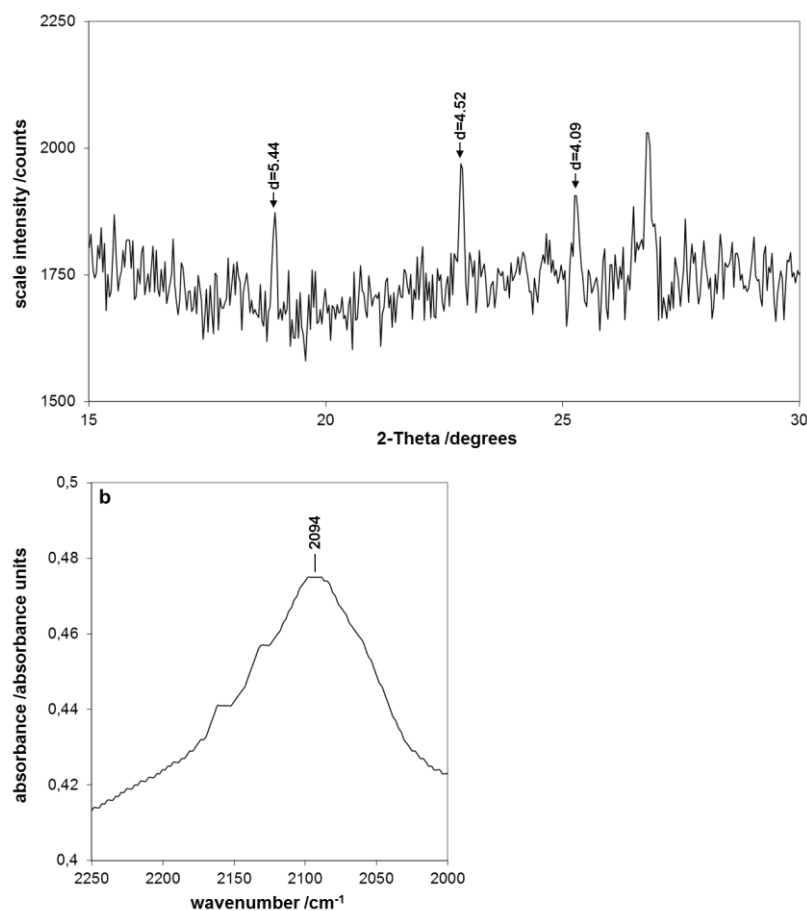 2250
2000
1750
1500
scale intensity /counts
d=5.44
d=4.52
d=4.09
15
20
25
30
2-Theta /degrees
b
0,5
0,48
0,46
0,44
0,42
0,4
absorbance /absorbance units
2094
2250
2200
2150
2100
2050
2000
wavenumber /cm⁻¹